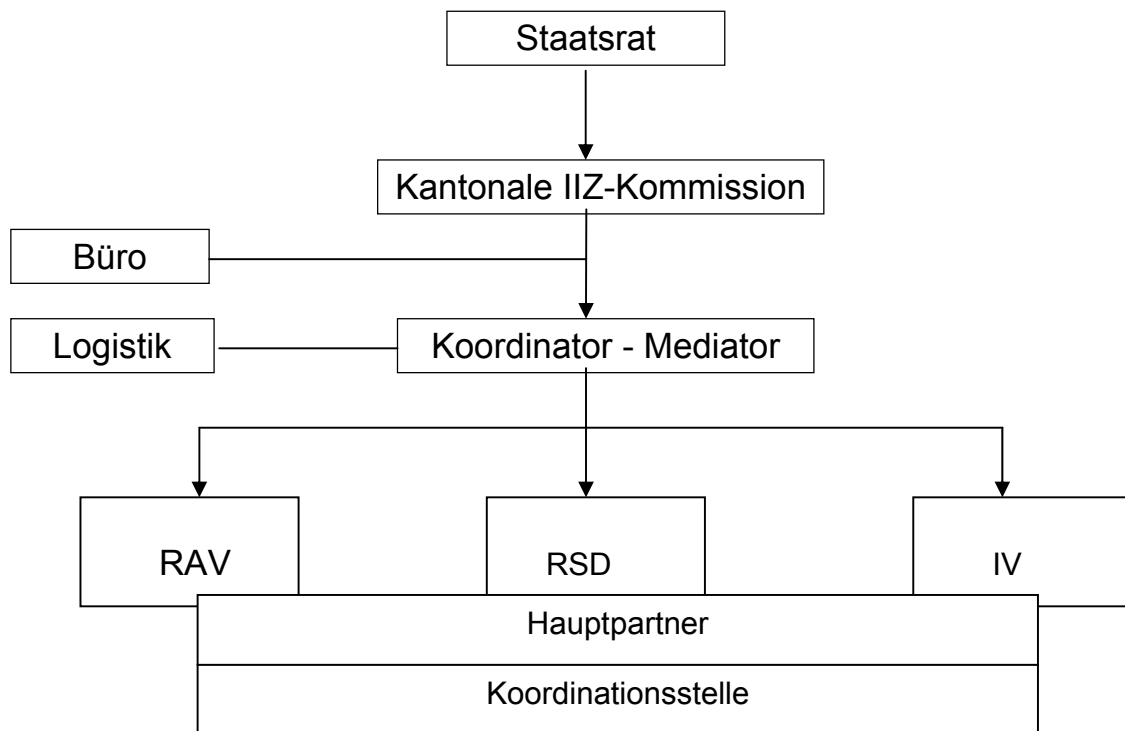 Staatsrat
Kantonale IIZ-Kommission
Büro
Logistik
Koordinator - Mediator
RAV
RSD
IV
Hauptpartner
Koordinationsstelle